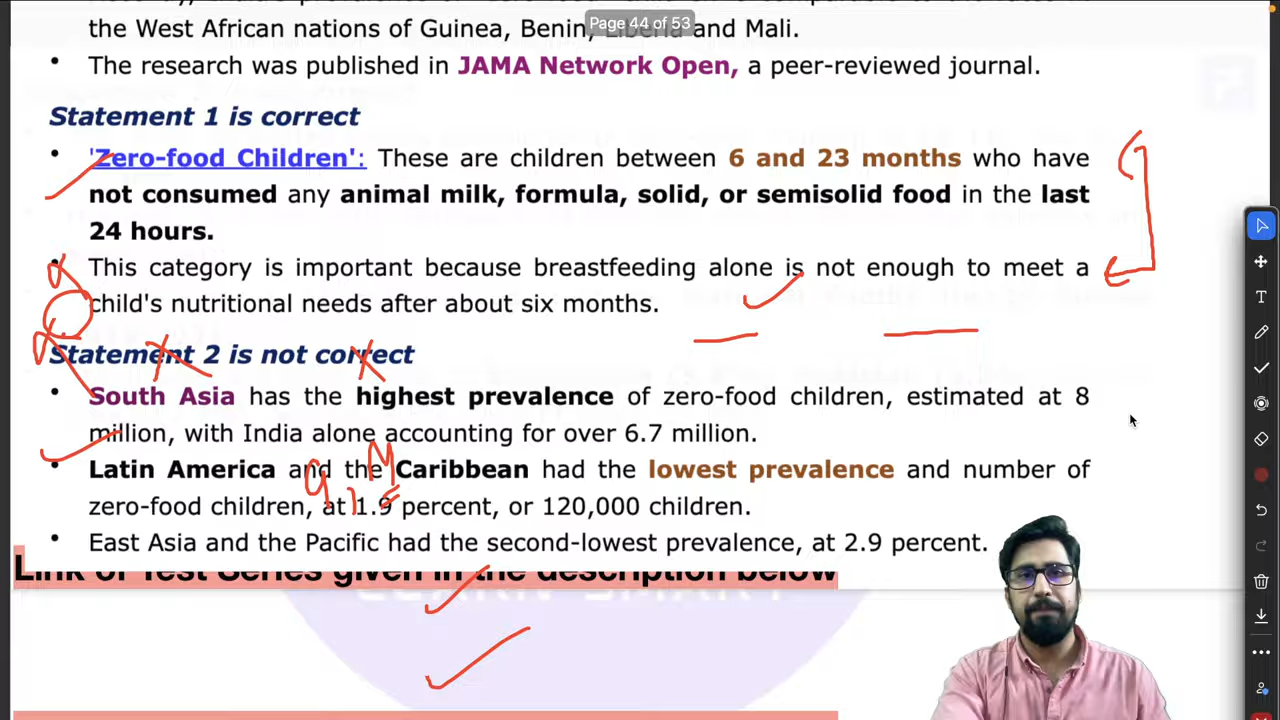 Page 44 of 53
the West African nations of Guinea, Benin, Liberia and Mali.
• The research was published in JAMA Network Open, a peer-reviewed journal.
Statement 1 is correct
• 'Zero-food Children': These are children between 6 and 23 months who have
not consumed any animal milk, formula, solid, or semisolid food in the last
24 hours.
• This category is important because breastfeeding alone is not enough to meet a
child's nutritional needs after about six months.
Statement 2 is not correct
• South Asia has the highest prevalence of zero-food children, estimated at 8
million, with India alone accounting for over 6.7 million.
• Latin America and the Caribbean had the lowest prevalence and number of
zero-food children, at 1.9 percent, or 120,000 children.
• East Asia and the Pacific had the second-lowest prevalence, at 2.9 percent.
Link of Test Series given in the description below
LEARN SMART